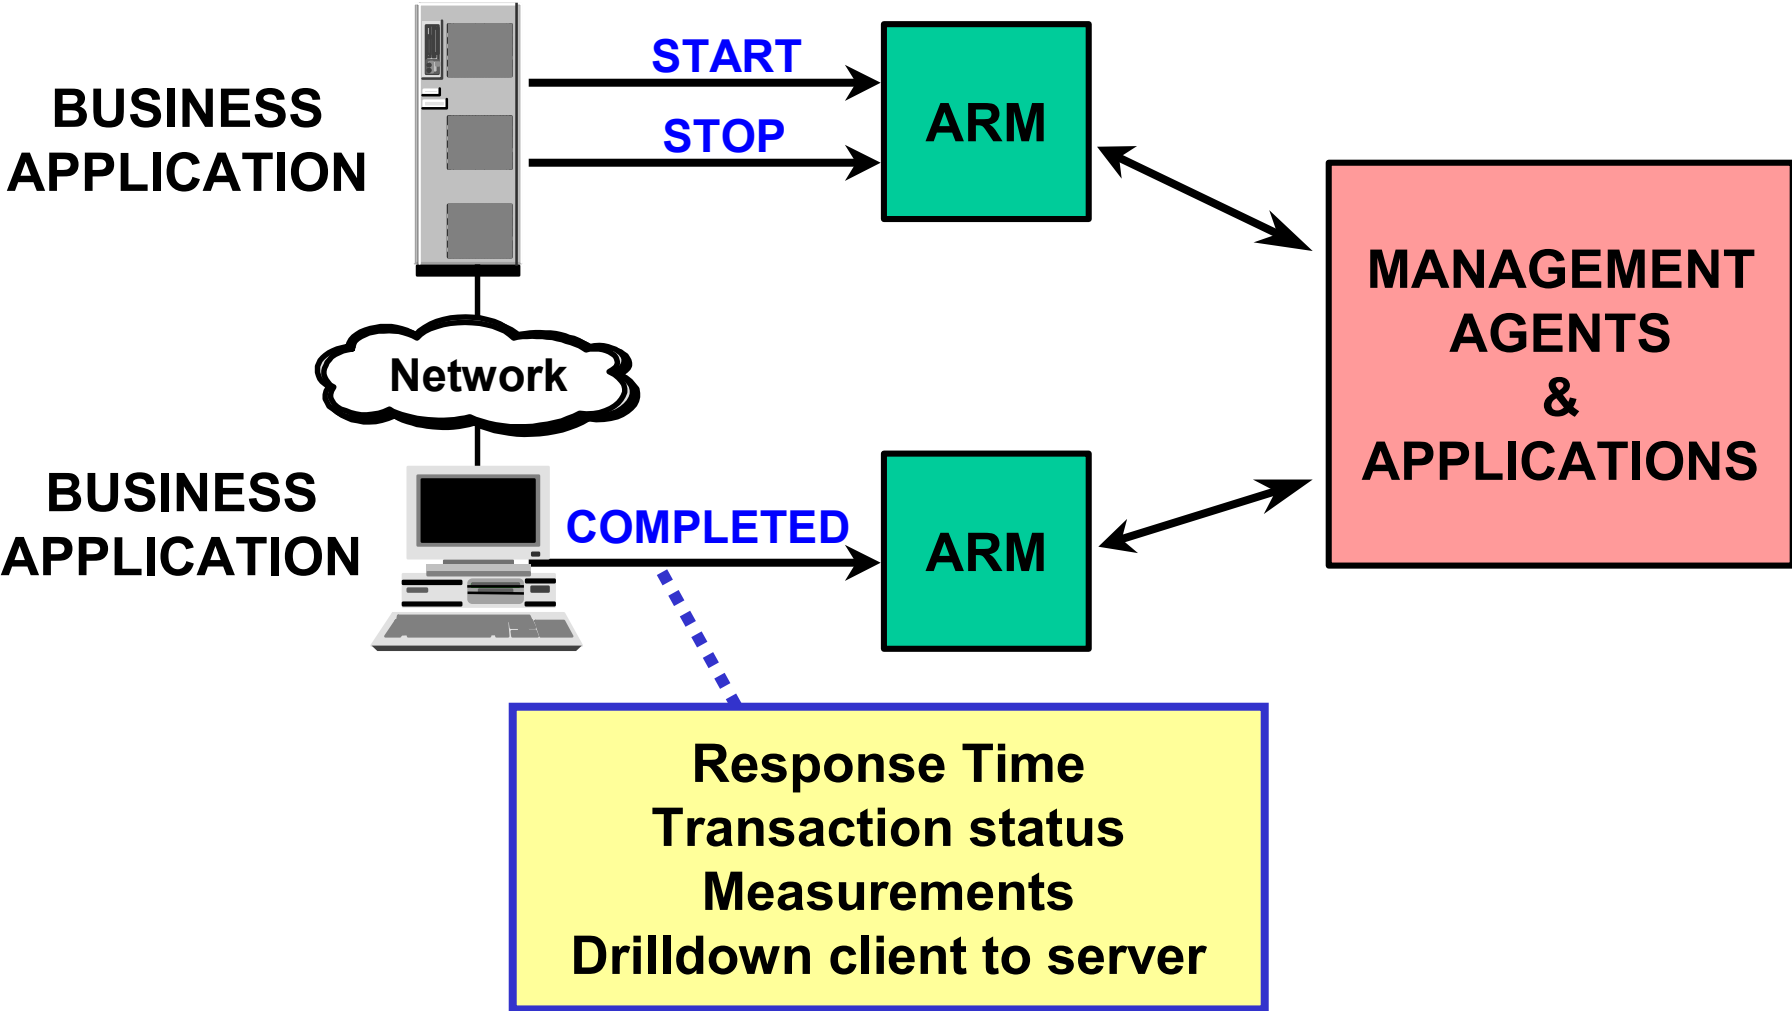 START
STOP
BUSINESS
APPLICATION
ARM
MANAGEMENT
AGENTS
&
APPLICATIONS
Network
BUSINESS
APPLICATION
COMPLETED
ARM
Response Time
Transaction status
Measurements
Drilldown client to server